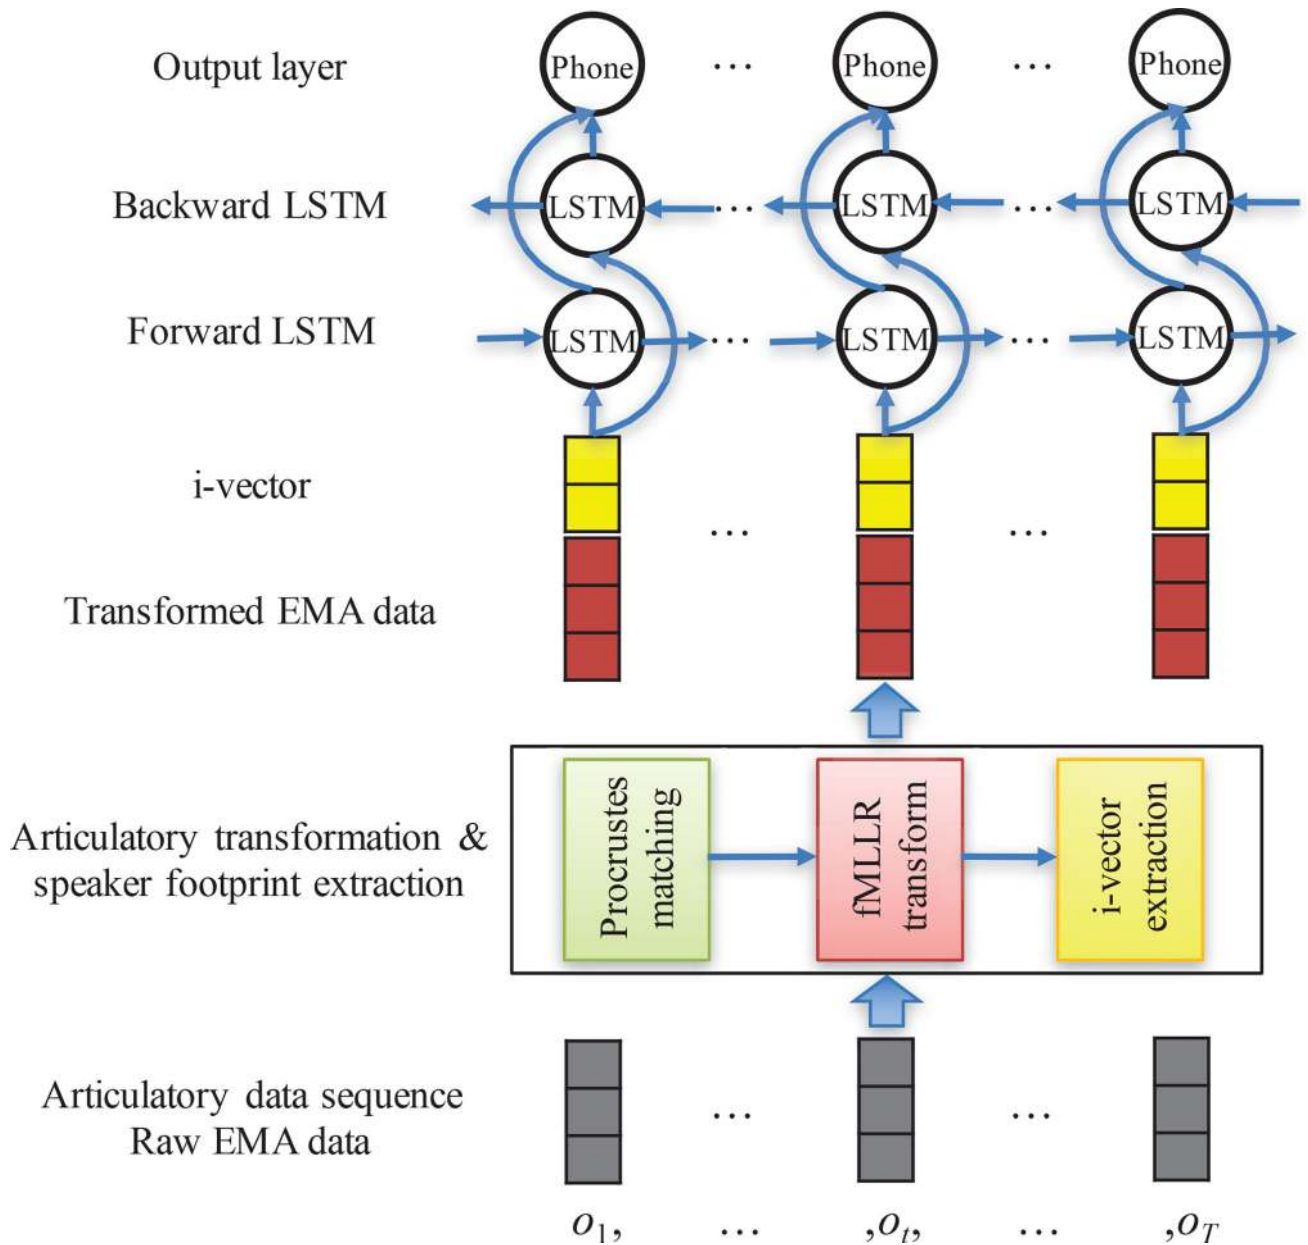 Output layer
Phone … Phone … Phone
Backward LSTM
LSTM … LSTM … LSTM
Forward LSTM
LSTM … LSTM … LSTM
i-vector
… …
Transformed EMA data
Articulatory transformation &
speaker footprint extraction
Procrustes
matching
fMLLR
transform
i-vector
extraction
Articulatory data sequence
Raw EMA data
… …
o1, … ,ot, … ,oT